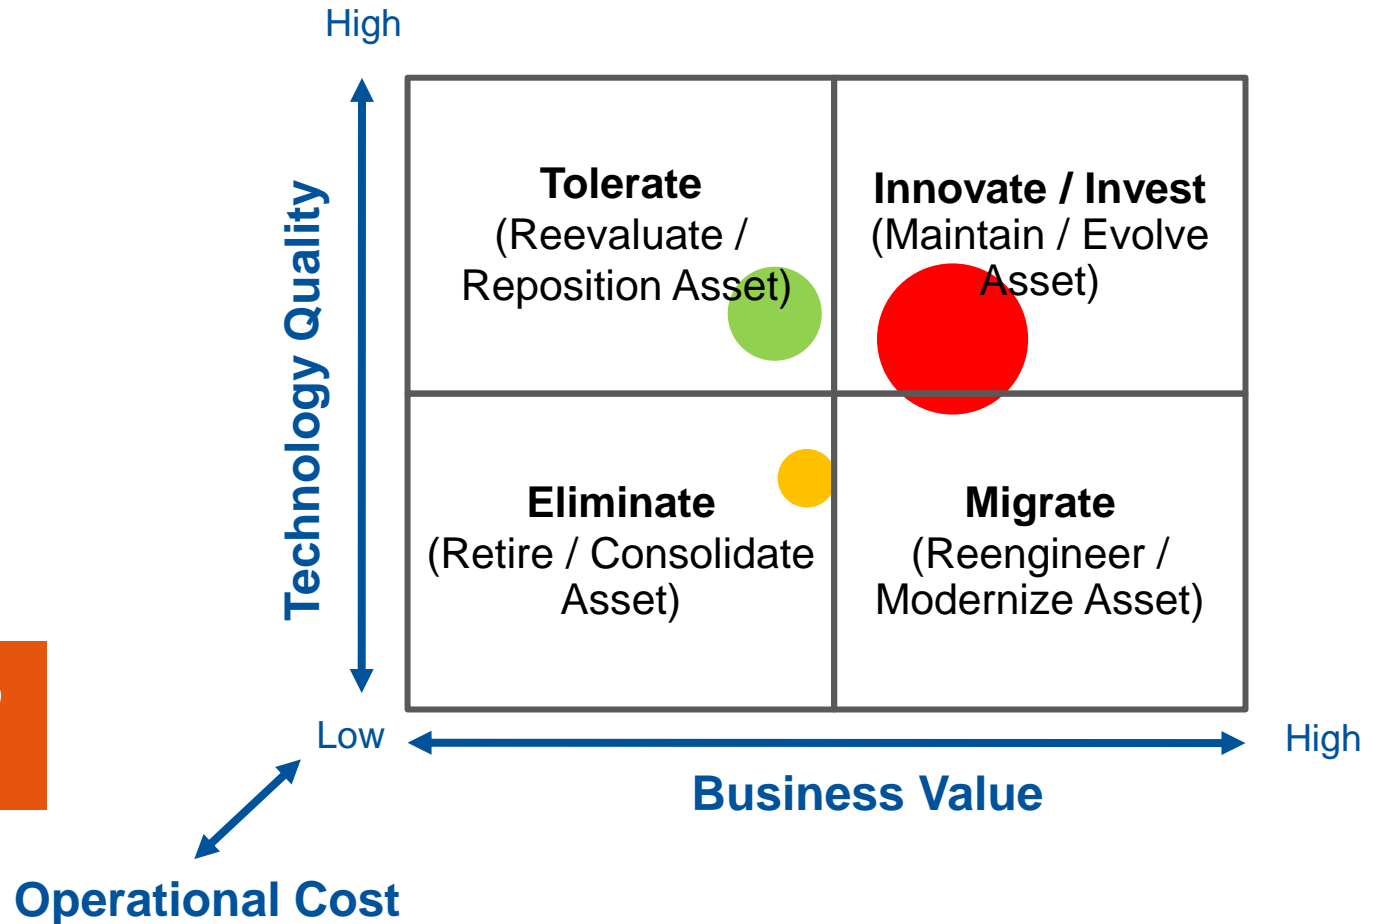 High
Technology Quality
Tolerate
(Reevaluate /
Reposition Asset)
Innovate / Invest
(Maintain / Evolve
Asset)
Eliminate
(Retire / Consolidate
Asset)
Migrate
(Reengineer /
Modernize Asset)
Low
High
Business Value
Operational Cost